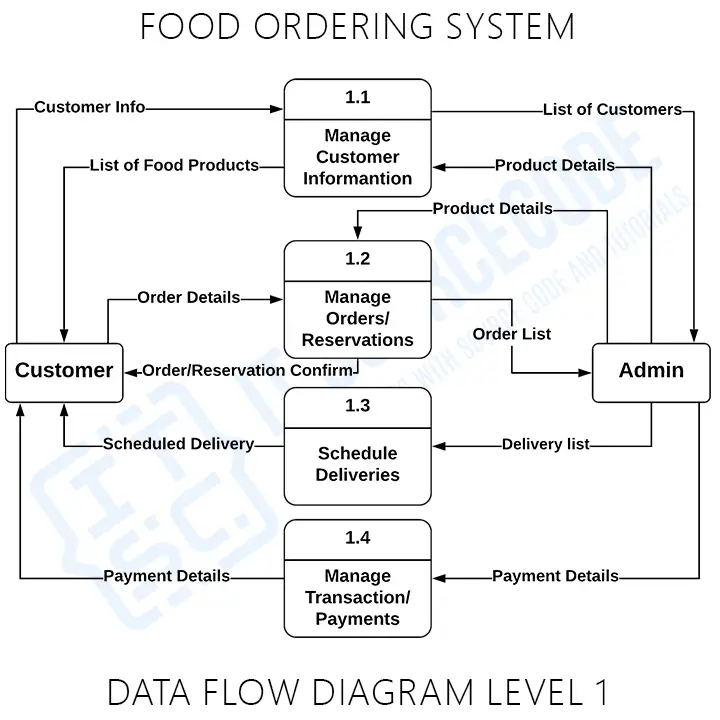 FOOD ORDERING SYSTEM
1.1
Customer Info
List of Customers
Manage
Customer
Informantion
List of Food Products
Product Details
Product Details
1.2
Order Details
Manage
Orders/
Reservations
Order List
Customer
Order/Reservation Confirm
Admin
1.3
Scheduled Delivery
Schedule
Deliveries
Delivery list
1.4
Payment Details
Manage
Transaction/
Payments
Payment Details
DATA FLOW DIAGRAM LEVEL 1